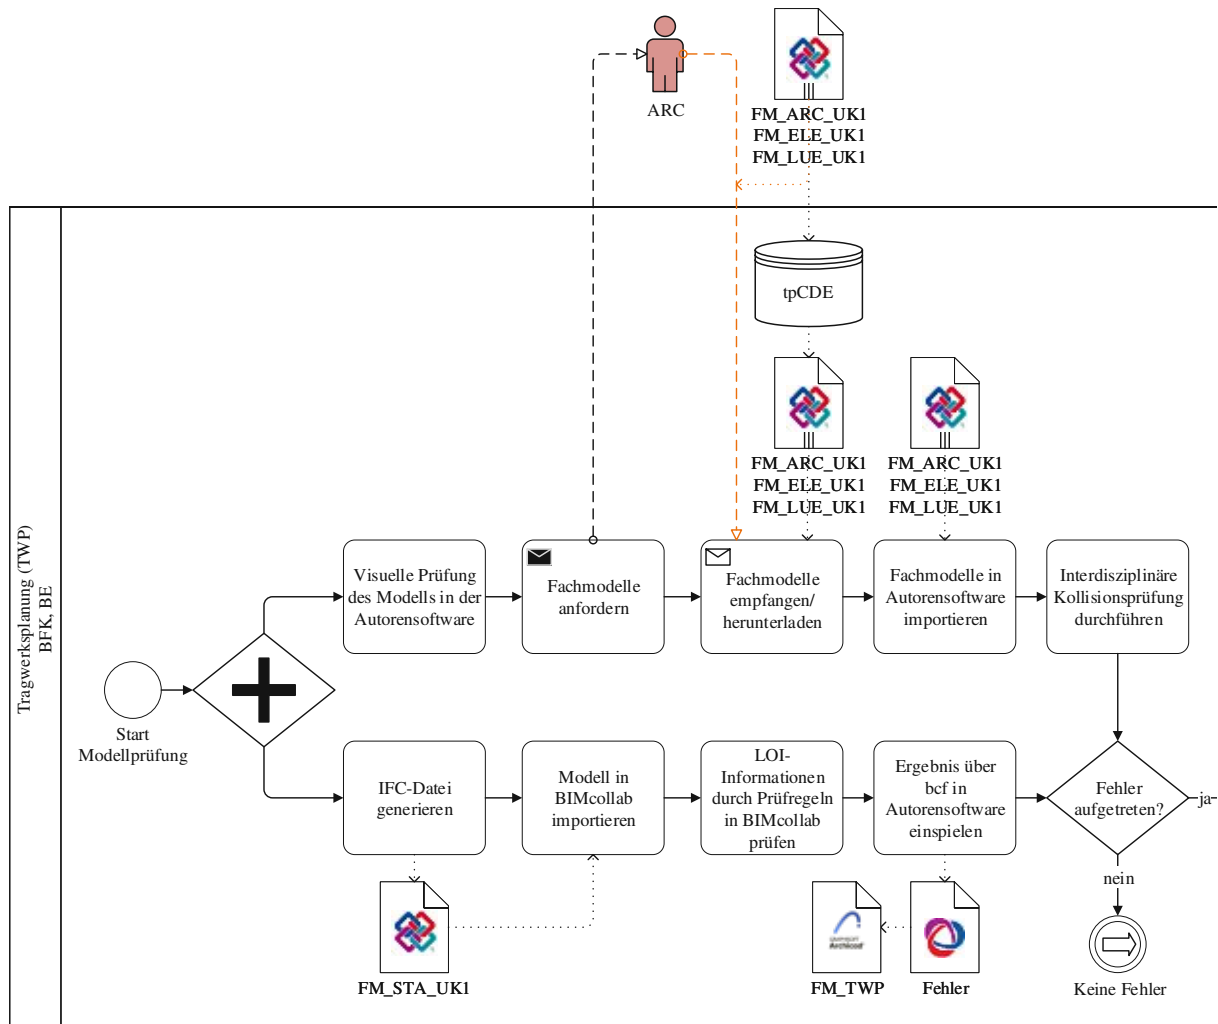 ARC
FM_ARC_UK1
FM_ELE_UK1
FM_LUE_UK1
Tragwerksplanung (TWP)
BFK, BE
tpCDE
FM_ARC_UK1
FM_ELE_UK1
FM_LUE_UK1
FM_ARC_UK1
FM_ELE_UK1
FM_LUE_UK1
Visuelle Prüfung
des Modells in der
Autorensoftware
Fachmodelle
anfordern
Fachmodelle
empfangen/
herunterladen
Fachmodelle in
Autorensoftware
importieren
Interdisziplinäre
Kollisionsprüfung
durchführen
Start
Modellprüfung
IFC-Datei
generieren
Modell in
BIMcollab
importieren
LOI-
Informationen
durch Prüfregeln
in BIMcollab
prüfen
Ergebnis über
bcf in
Autorensoftware
einspielen
Fehler
aufgetreten?
ja
nein
FM_STA_UK1
Archicad
FM_TWP
Fehler
Keine Fehler